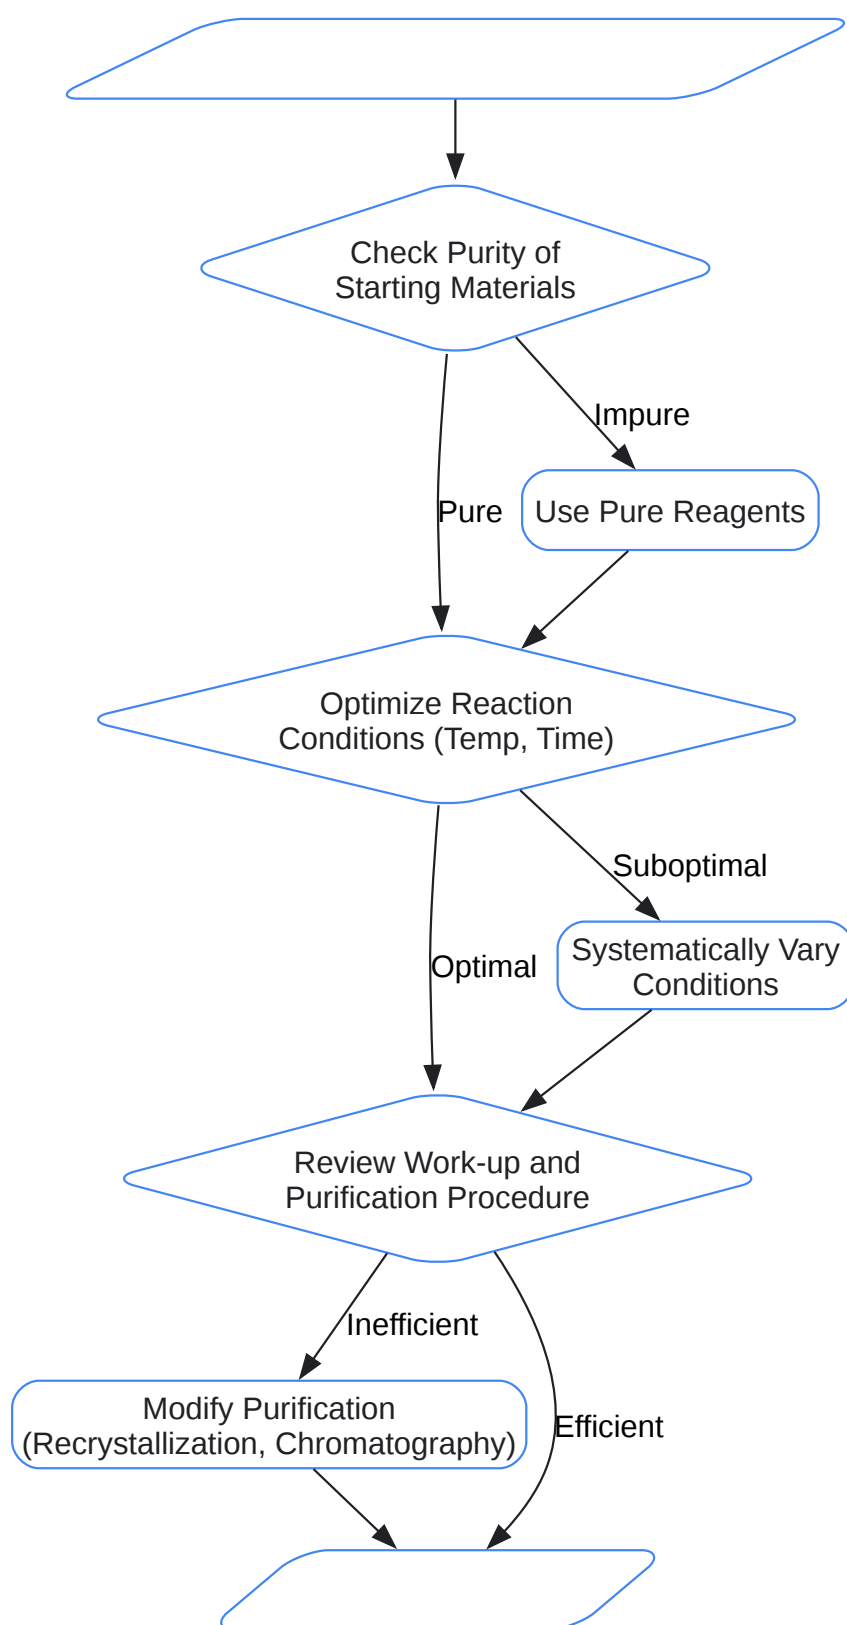 Check Purity of
Starting Materials
Impure
Pure
Use Pure Reagents
Optimize Reaction
Conditions (Temp, Time)
Suboptimal
Optimal
Systematically Vary
Conditions
Review Work-up and
Purification Procedure
Inefficient
Modify Purification
(Recrystallization, Chromatography)
Efficient